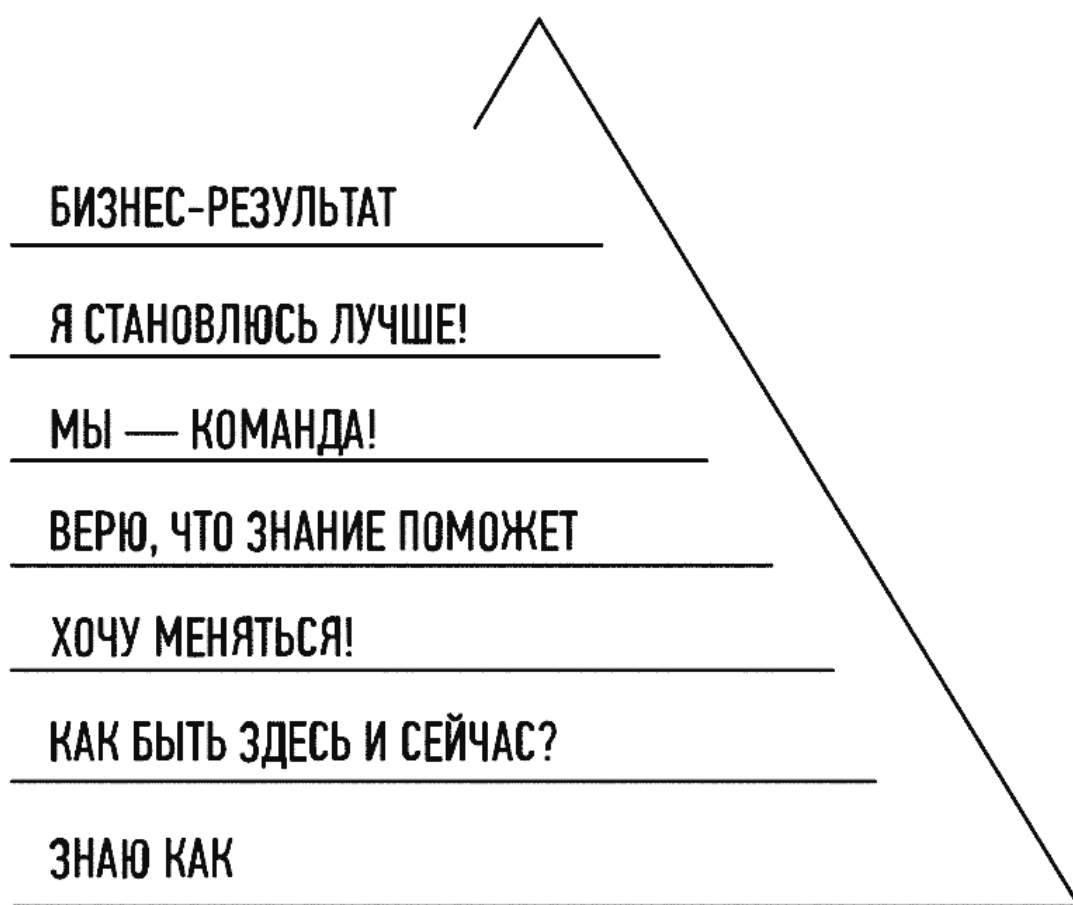 БИЗНЕС-РЕЗУЛЬТАТ
Я СТАНОВЛЮСЬ ЛУЧШЕ!
МЫ — КОМАНДА!
ВЕРЮ, ЧТО ЗНАНИЕ ПОМОЖЕТ
ХОЧУ МЕНЯТЬСЯ!
КАК БЫТЬ ЗДЕСЬ И СЕЙЧАС?
ЗНАЮ КАК